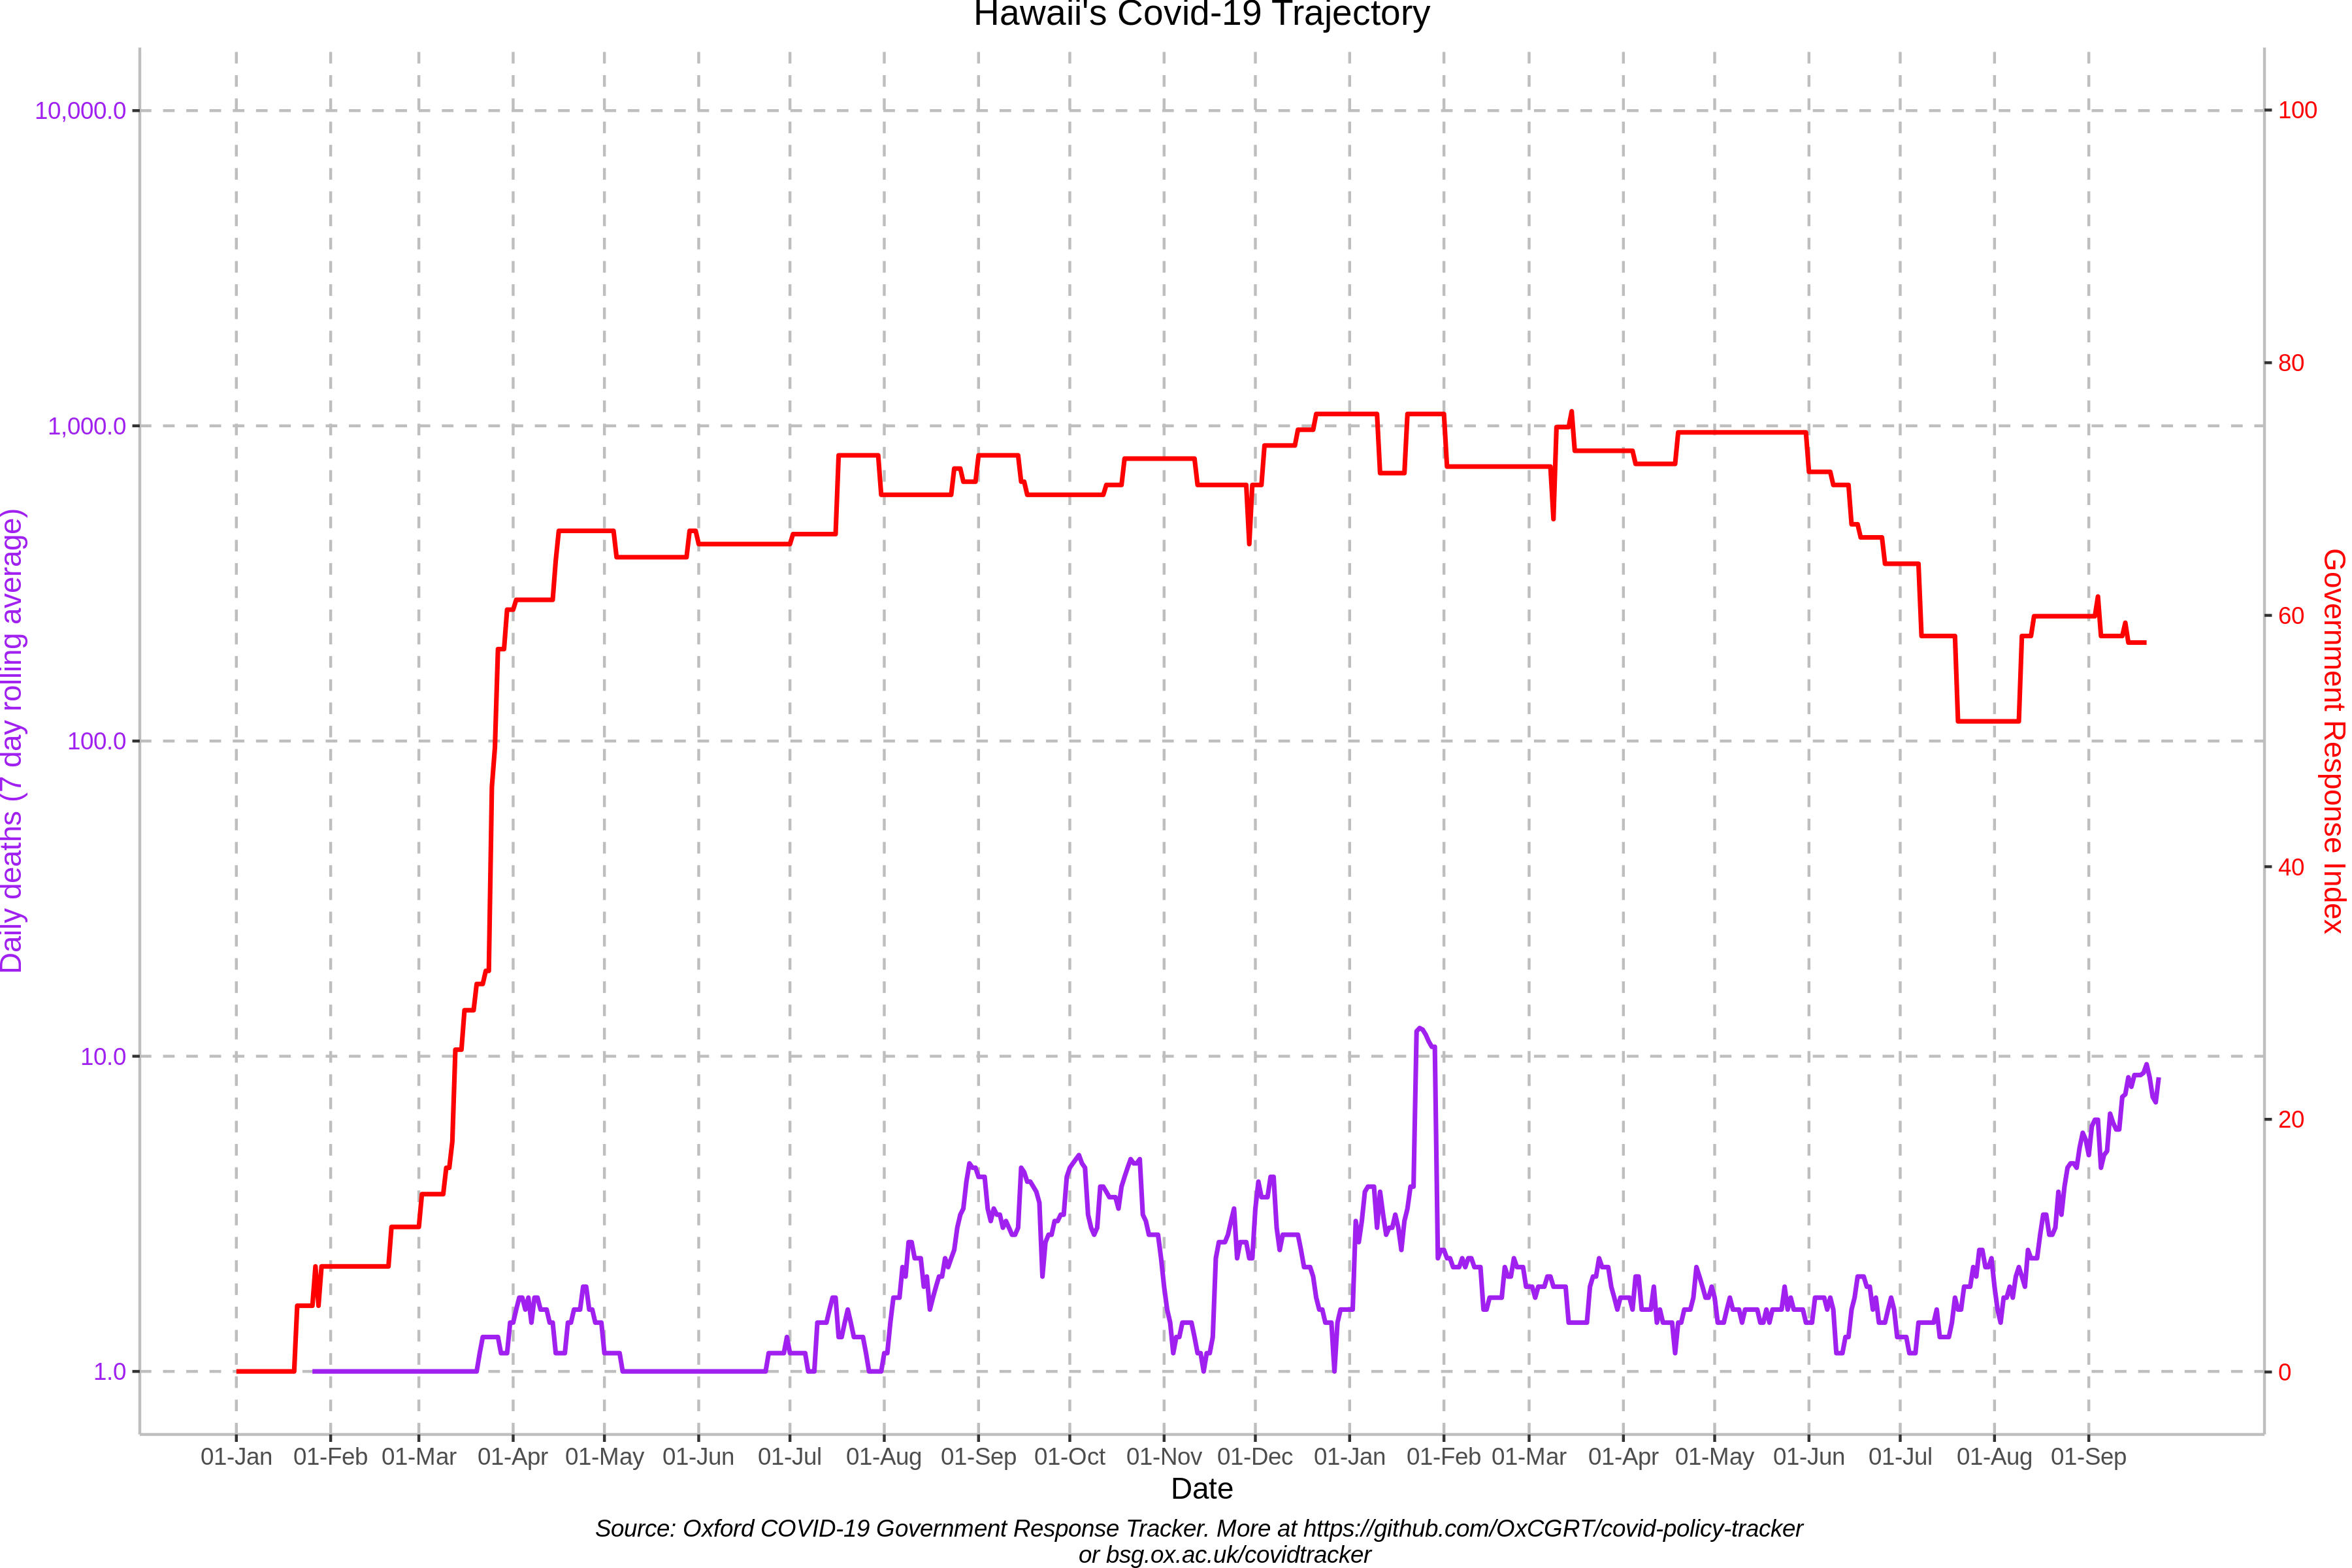 Hawaii's Covid-19 Trajectory
10,000.0
1,000.0
100.0
10.0
1.0
Daily deaths (7 day rolling average)
100
80
60
40
20
0
Government Response Index
01-Jan 01-Feb 01-Mar 01-Apr 01-May 01-Jun 01-Jul 01-Aug 01-Sep 01-Oct 01-Nov 01-Dec 01-Jan 01-Feb 01-Mar 01-Apr 01-May 01-Jun 01-Jul 01-Aug 01-Sep
Date
Source: Oxford COVID-19 Government Response Tracker. More at https://github.com/OxCGRT/covid-policy-tracker
or bsg.ox.ac.uk/covidtracker